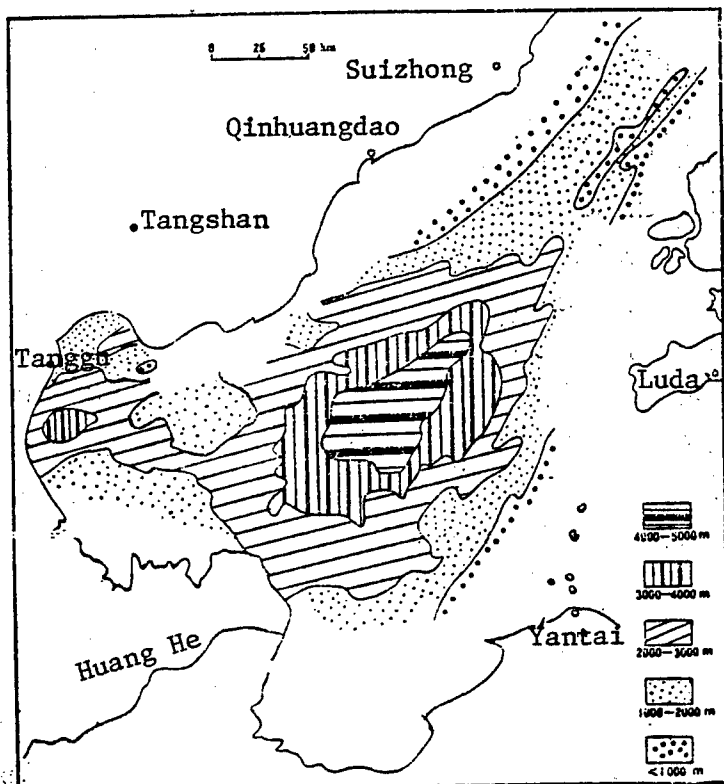 0 25 50 km
Suizhong
Qinhuangdao
Tangshan
Tanggu
Luda
4000—5000 m
3000—4000 m
Yantai
2000—3000 m
Huang He
1000—2000 m
<1000 m